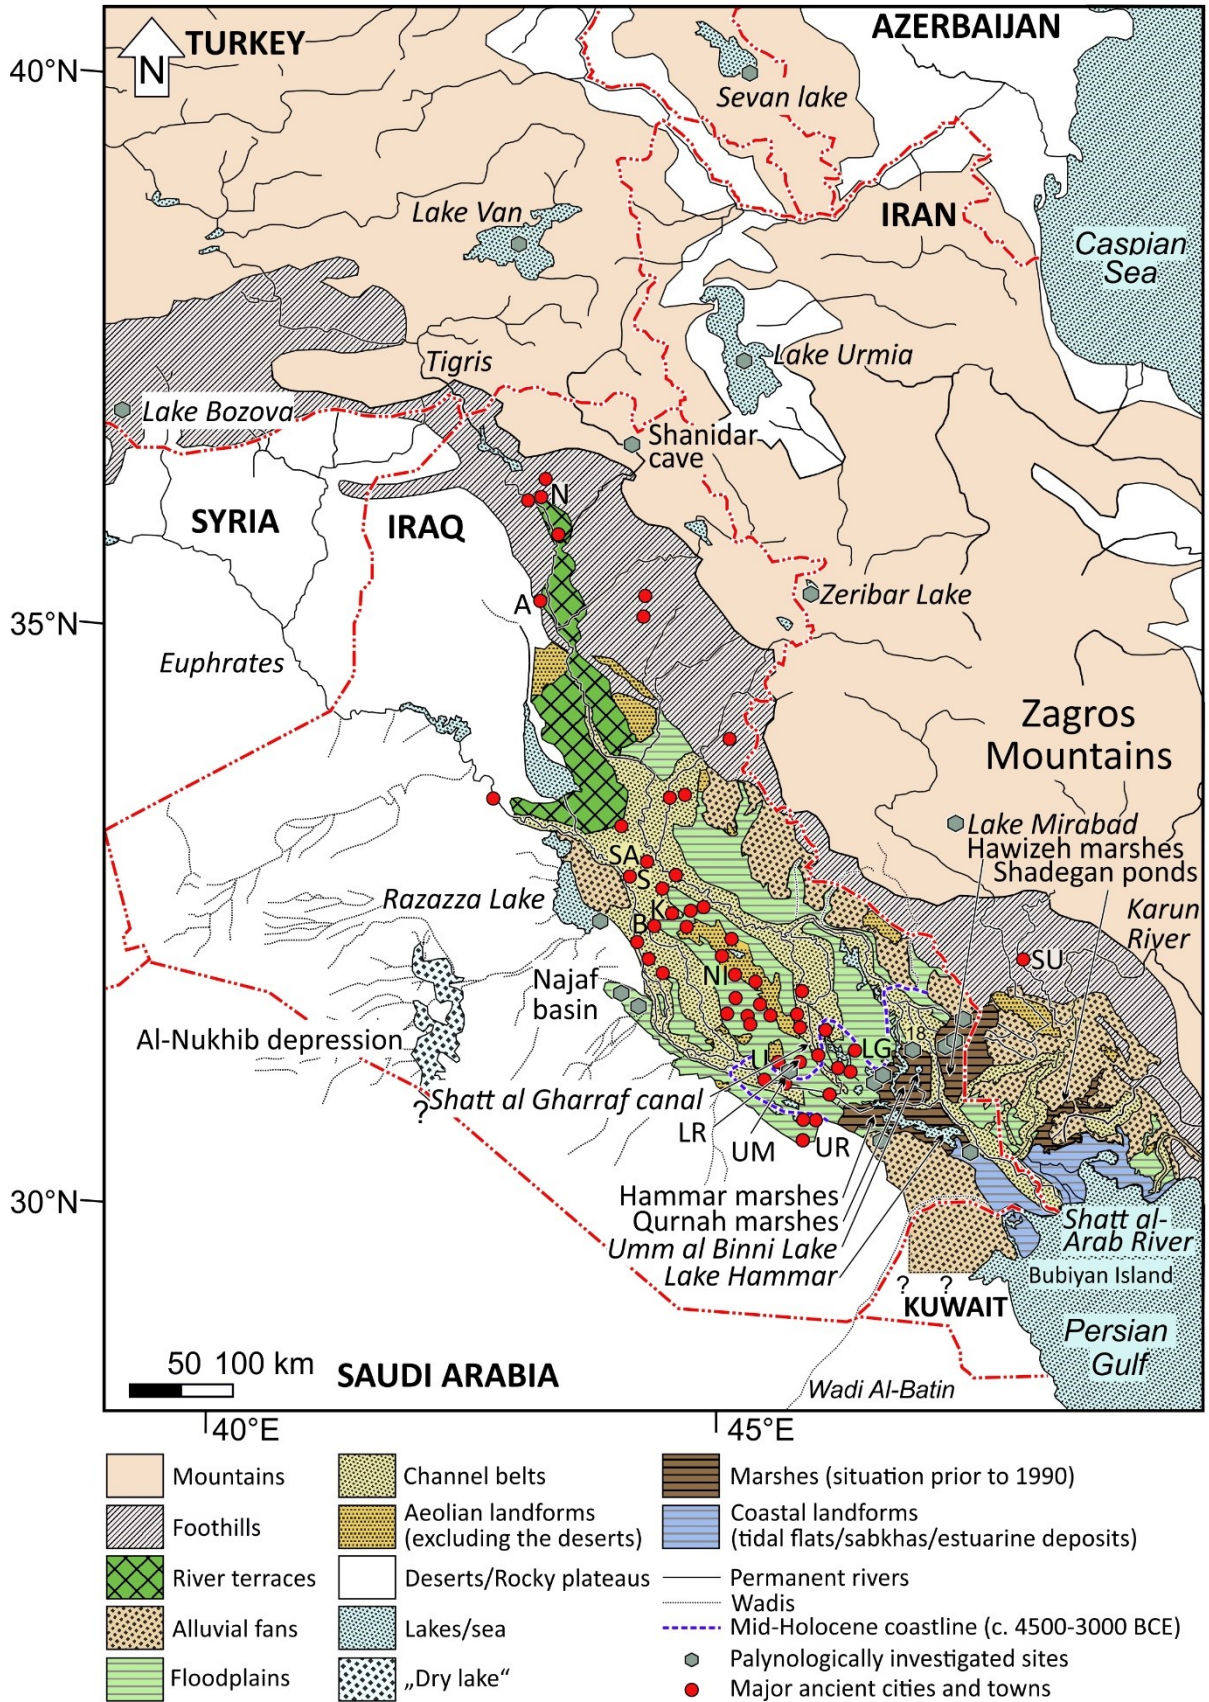 TURKEY
AZERBAIJAN
40°N
N
Sevan lake
Lake Van
IRAN
Caspian
Sea
Tigris
Lake Urmia
Lake Bozova
Shanidar
cave
N
SYRIA
IRAQ
A
Zeribar Lake
35°N
Euphrates
Zagros
Mountains
Lake Mirabad
Hawizeh marshes
Shadegan ponds
SA
S
Razazza Lake
K
B
Karun
River
SU
NI
Najaf
basin
18
Al-Nukhib depression
U
LG
?
Shatt al Gharraf canal
LR
UM
UR
30°N
Hammar marshes
Qurnah marshes
Umm al Binni Lake
Lake Hammar
Shatt al-
Arab River
Bubiyan Island
? ?
KUWAIT
Persian
Gulf
50 100 km
SAUDI ARABIA
Wadi Al-Batin
40°E
45°E
Mountains
Foothills
River terraces
Alluvial fans
Floodplains
Channel belts
Aeolian landforms
(excluding the deserts)
Deserts/Rocky plateaus
Lakes/sea
„Dry lake“
Marshes (situation prior to 1990)
Coastal landforms
(tidal flats/sabkhas/estuarine deposits)
Permanent rivers
Wadis
Mid-Holocene coastline (c. 4500-3000 BCE)
Palynologically investigated sites
Major ancient cities and towns